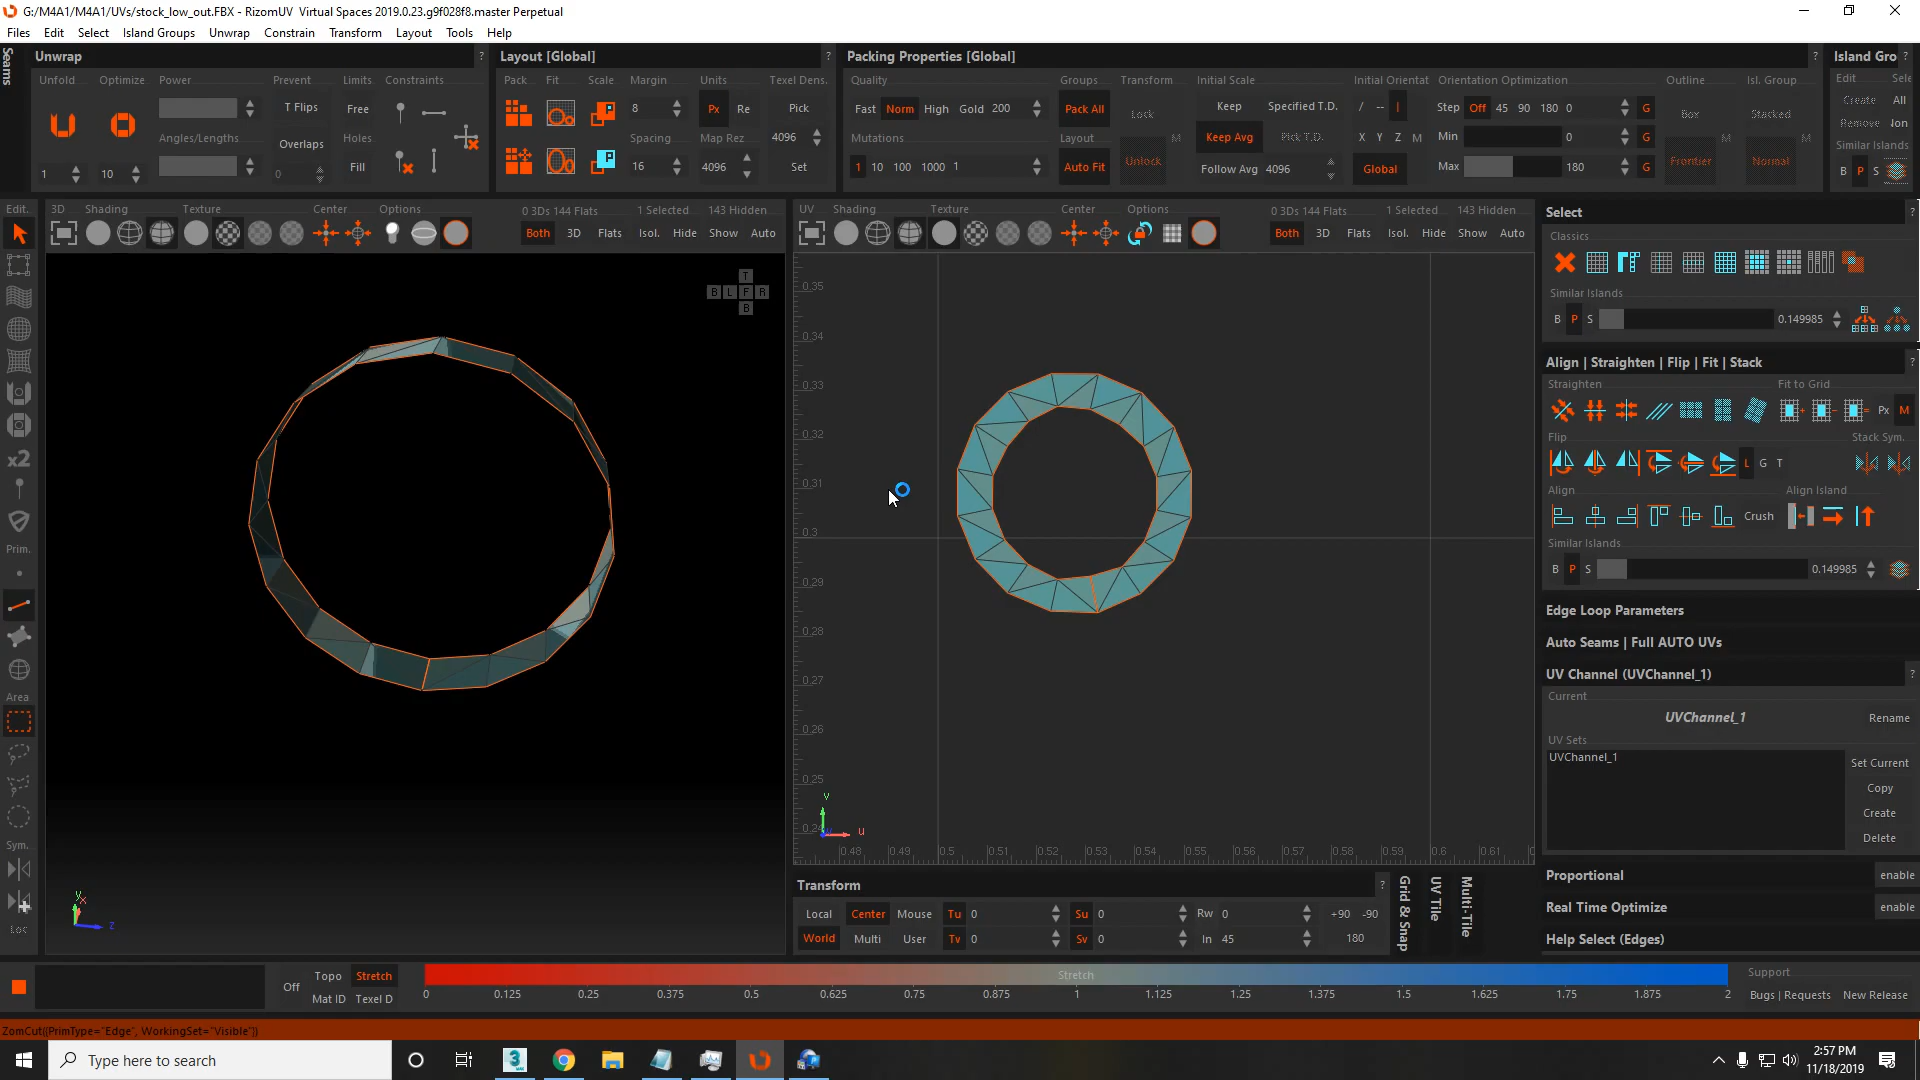 G:/M4A1/M4A1/UVs/stock_low_out.FBX - RizomUV Virtual Spaces 2019.0.23.g9f028f8.master Perpetual
Files Edit Select Island Groups Unwrap Constrain Transform Layout Tools Help
Seams
Unwrap ?
Unfold Optimize Power Prevent Limits Constraints
T Flips Free
Angles/Lengths Holes
Overlaps Fill
1 10 0
Layout [Global] ?
Pack Fit Scale Margin Units Texel Dens.
8 Px Re Pick
Spacing Map Rez 4096
16 4096 Set
Packing Properties [Global] ?
Quality Groups Transform Initial Scale Initial Orientat Orientation Optimization Outline Isl. Group
Fast Norm High Gold 200 Pack All Lock Keep Specified T.D. / -- | Step Off 45 90 180 0 G Box Stacked
Mutations Layout M Keep Avg Pick T.D. X Y Z M Min 0 G M M
1 10 100 1000 1 Auto Fit Unlock Follow Avg 4096 Global Max 180 G Frontier Normal
Island Gro ?
Edit Sele
Create All
Remove Non
Similar Islands
B P S
Edit.
x2
Prim.
Area
Sym.
Loc
3D Shading Texture Center Options 0 3Ds 144 Flats 1 Selected 143 Hidden
Both 3D Flats Isol. Hide Show Auto
T
B L F R
B
Y X Z
UV Shading Texture Center Options 0 3Ds 144 Flats 1 Selected 143 Hidden
Both 3D Flats Isol. Hide Show Auto
0.35
0.34
0.33
0.32
0.31
0.3
0.29
0.28
0.27
0.26
0.25
v
u
0.48 0.49 0.5 0.51 0.52 0.53 0.54 0.55 0.56 0.57 0.58 0.59 0.6 0.61
Transform ?
Local Center Mouse Tu 0 Su 0 Rw 0 +90 -90
World Multi User Tv 0 Sv 0 In 45 180
Grid & Snap
UV Tile
Multi-Tile
Select ?
Classics
Similar Islands
B P S 0.149985
Align | Straighten | Flip | Fit | Stack ?
Straighten Fit to Grid
Px M
Flip Stack Sym.
L G T
Align Align Island
Crush
Similar Islands
B P S 0.149985
Edge Loop Parameters
Auto Seams | Full AUTO UVs
UV Channel (UVChannel_1) ?
Current
UVChannel_1 Rename
UV Sets
UVChannel_1
Set Current
Copy
Create
Delete
Proportional enable
Real Time Optimize enable
Help Select (Edges)
Off Topo Stretch
Mat ID Texel D
Stretch
0 0.125 0.25 0.375 0.5 0.625 0.75 0.875 1 1.125 1.25 1.375 1.5 1.625 1.75 1.875 2
Support
Bugs | Requests New Release
ZomCut({PrimType="Edge", WorkingSet="Visible"})
Type here to search
2:57 PM
11/18/2019